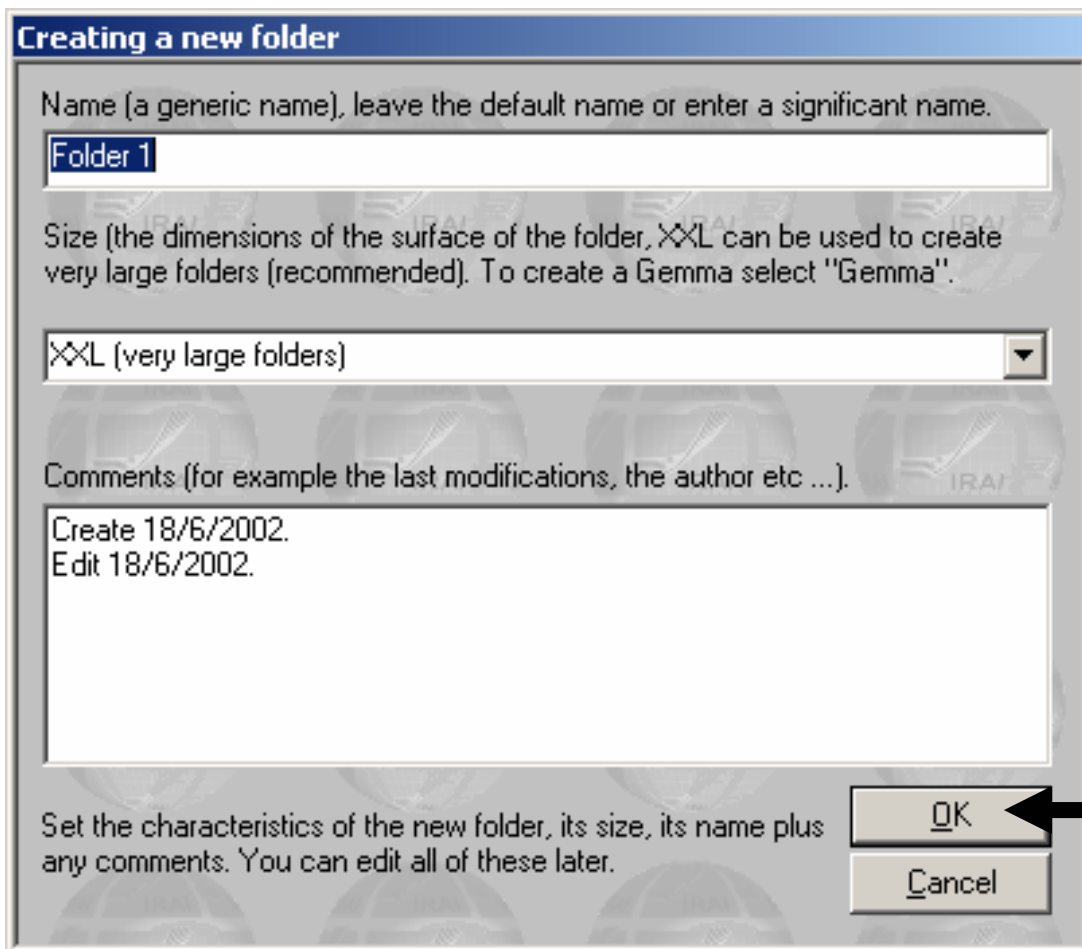 Creating a new folder
Name (a generic name), leave the default name or enter a significant name.
Folder 1
Size (the dimensions of the surface of the folder, XXL can be used to create
very large folders (recommended). To create a Gemma select "Gemma".
XXL (very large folders)
Comments (for example the last modifications, the author etc ...).
Create 18/6/2002.
Edit 18/6/2002.
Set the characteristics of the new folder, its size, its name plus
any comments. You can edit all of these later.
OK
Cancel
IRAI
IRAI
IRAI
IRAI